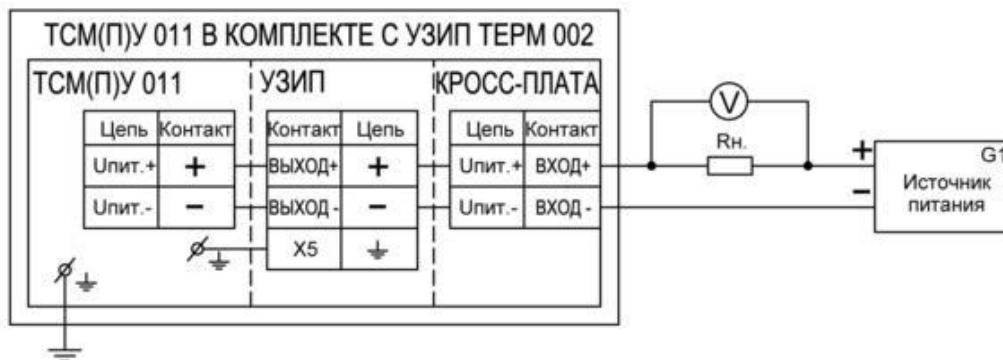 ТСМ(П)У 011 В КОМПЛЕКТЕ С УЗИП ТЕРМ 002
ТСМ(П)У 011
УЗИП
КРОСС-ПЛАТА
Цепь Контакт
Контакт Цепь
Цепь Контакт
Uпит.+ +
ВЫХОД+ +
Uпит.+ ВХОД+
Uпит.- −
ВЫХОД - −
Uпит.- ВХОД -
X5
V
Rн.
+
−
G1
Источник
питания